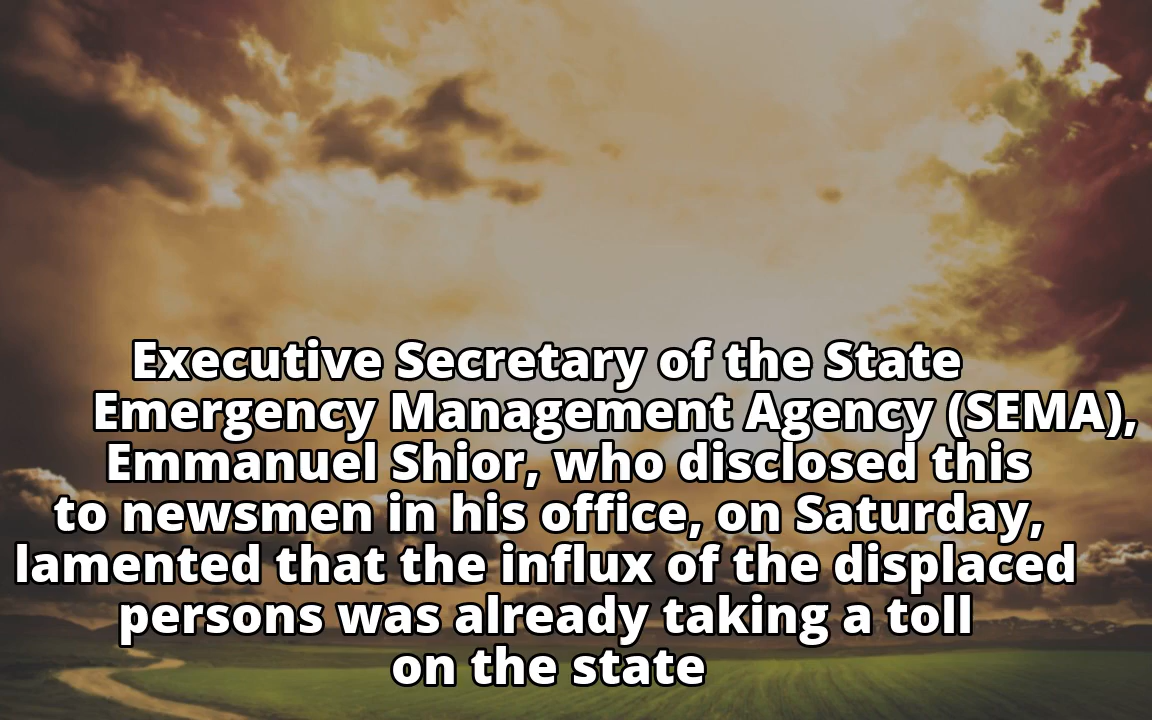 Executive Secretary of the State
Emergency Management Agency (SEMA),
Emmanuel Shior, who disclosed this
to newsmen in his office, on Saturday,
lamented that the influx of the displaced
persons was already taking a toll
on the state